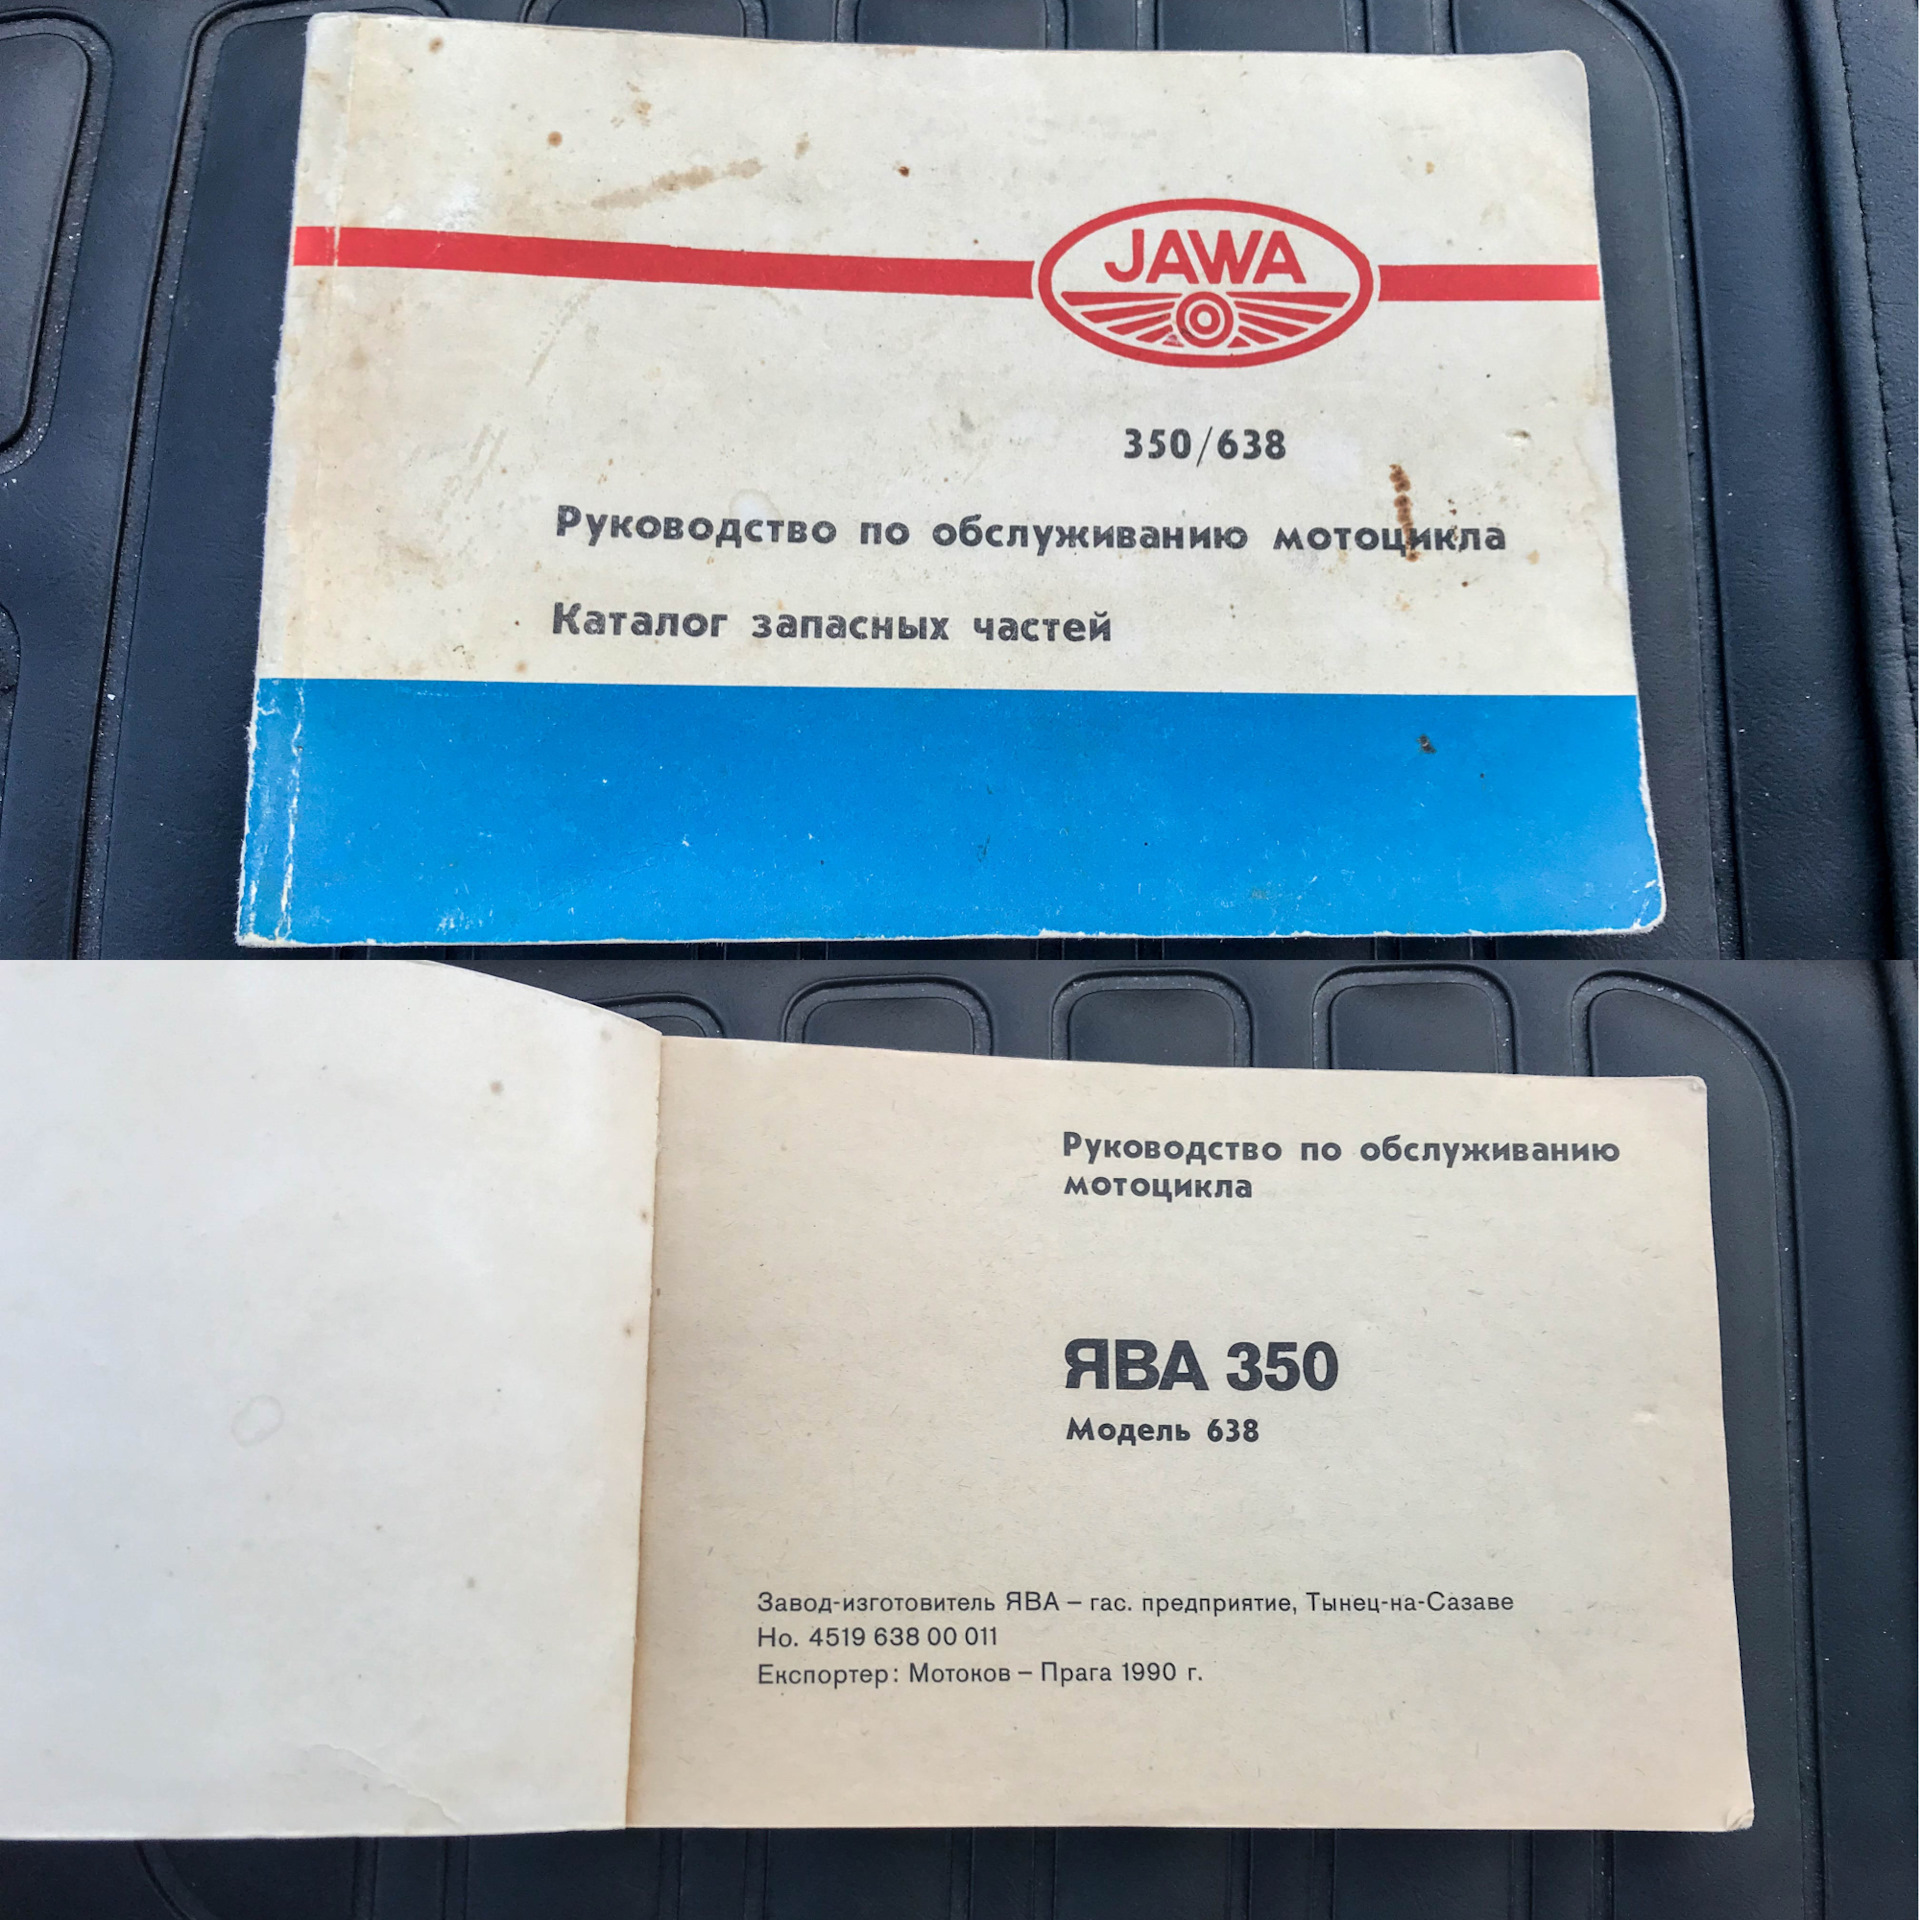 JAWA
350/638
Руководство по обслуживанию мотоцикла
Каталог запасных частей
Руководство по обслуживанию
мотоцикла
ЯВА 350
Модель 638
Завод-изготовитель ЯВА – гас. предприятие, Тынец-на-Сазаве
Но. 4519 638 00 011
Експортер: Мотоков – Прага 1990 г.